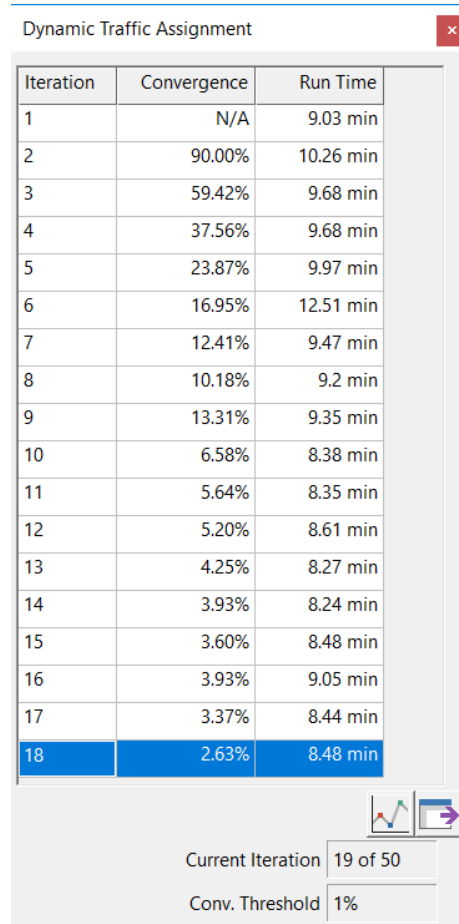 Dynamic Traffic Assignment ×
Iteration Convergence Run Time
1 N/A 9.03 min
2 90.00% 10.26 min
3 59.42% 9.68 min
4 37.56% 9.68 min
5 23.87% 9.97 min
6 16.95% 12.51 min
7 12.41% 9.47 min
8 10.18% 9.2 min
9 13.31% 9.35 min
10 6.58% 8.38 min
11 5.64% 8.35 min
12 5.20% 8.61 min
13 4.25% 8.27 min
14 3.93% 8.24 min
15 3.60% 8.48 min
16 3.93% 9.05 min
17 3.37% 8.44 min
18 2.63% 8.48 min
Current Iteration 19 of 50
Conv. Threshold 1%